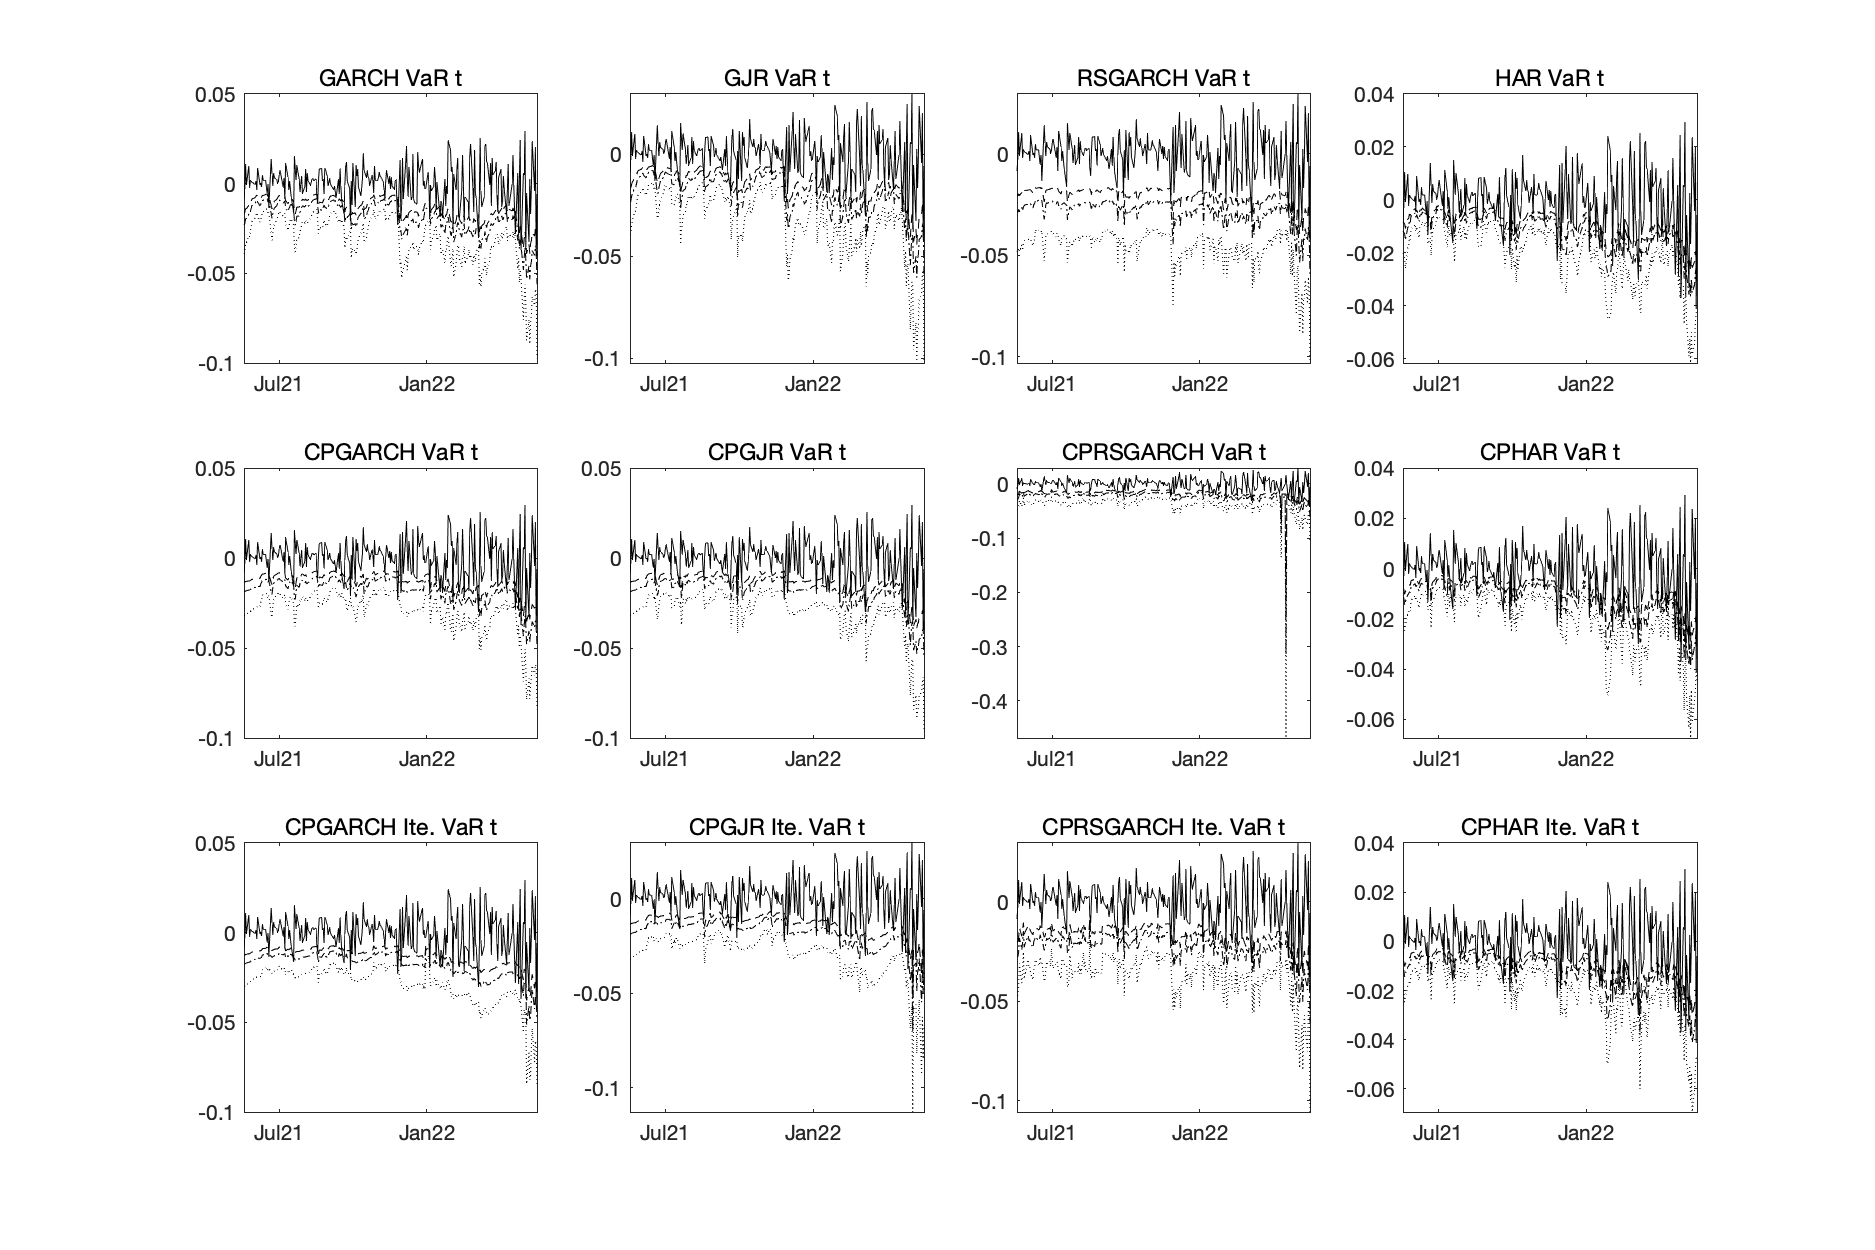 GARCH VaR t
0.05
0
-0.05
-0.1
Jul21 Jan22
GJR VaR t
0
-0.05
-0.1
Jul21 Jan22
RSGARCH VaR t
0
-0.05
-0.1
Jul21 Jan22
HAR VaR t
0.04
0.02
0
-0.02
-0.04
-0.06
Jul21 Jan22
CPGARCH VaR t
0.05
0
-0.05
-0.1
Jul21 Jan22
CPGJR VaR t
0.05
0
-0.05
-0.1
Jul21 Jan22
CPRSGARCH VaR t
0
-0.1
-0.2
-0.3
-0.4
Jul21 Jan22
CPHAR VaR t
0.04
0.02
0
-0.02
-0.04
-0.06
Jul21 Jan22
CPGARCH Ite. VaR t
0.05
0
-0.05
-0.1
Jul21 Jan22
CPGJR Ite. VaR t
0
-0.05
-0.1
Jul21 Jan22
CPRSGARCH Ite. VaR t
0
-0.05
-0.1
Jul21 Jan22
CPHAR Ite. VaR t
0.04
0.02
0
-0.02
-0.04
-0.06
Jul21 Jan22